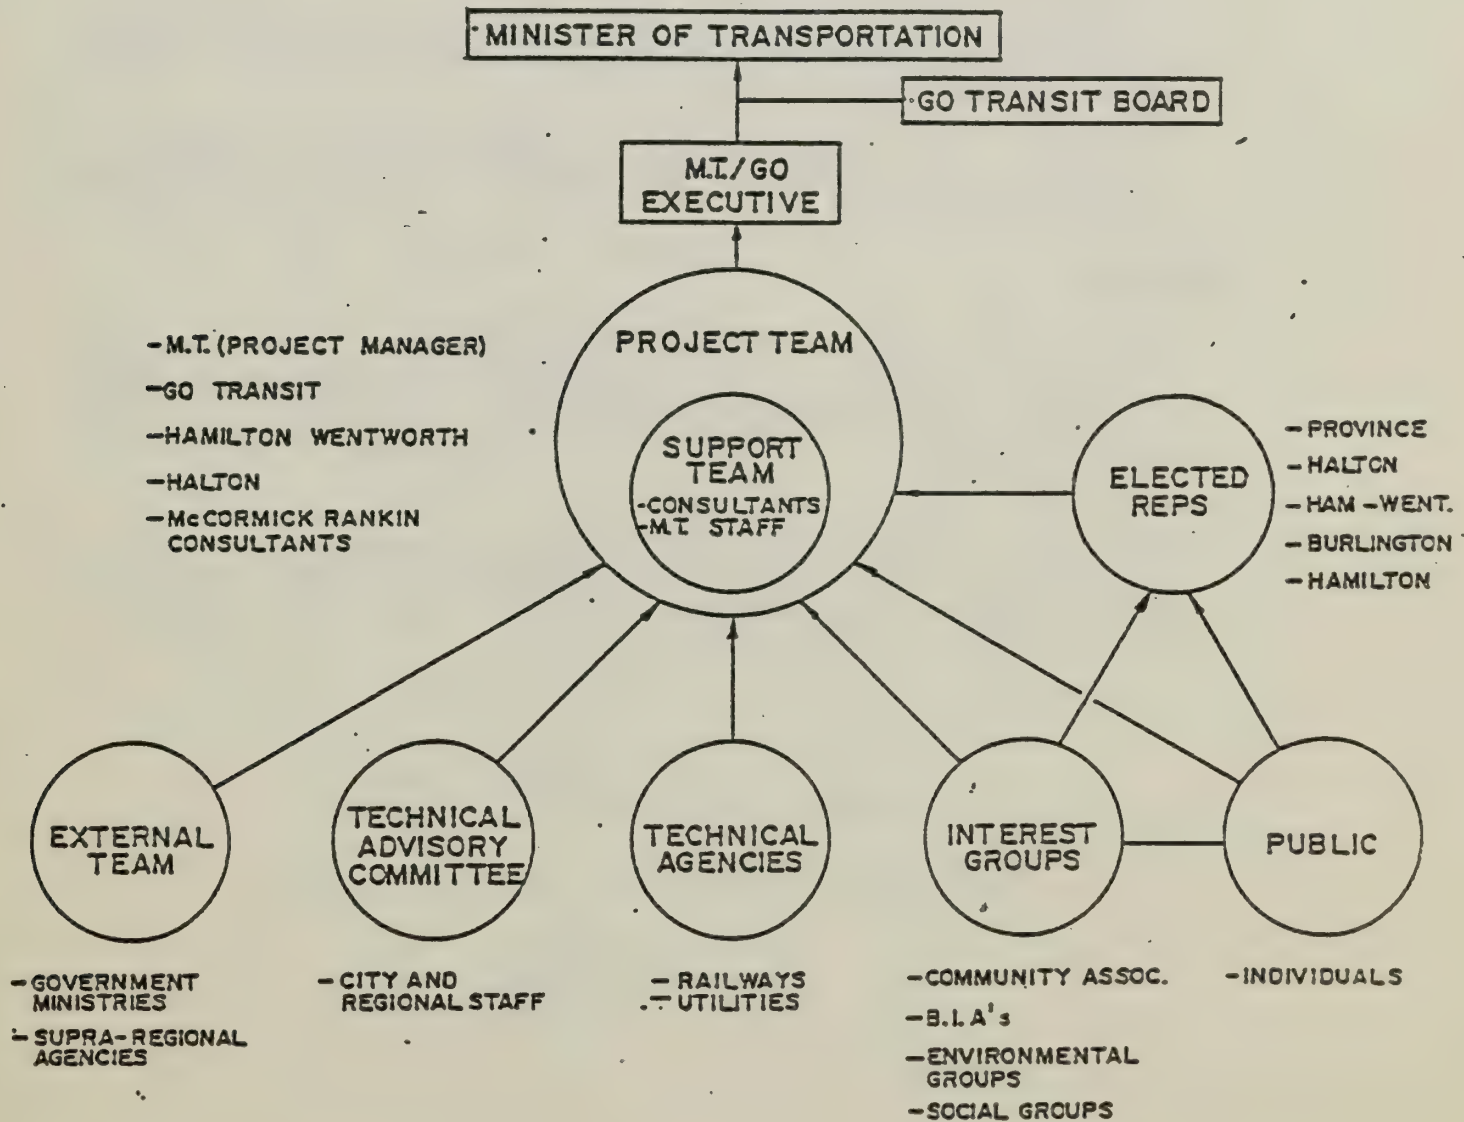 MINISTER OF TRANSPORTATION
GO TRANSIT BOARD
M.T./GO
EXECUTIVE
PROJECT TEAM
SUPPORT
TEAM
-CONSULTANTS
-M.T. STAFF
-M.T. (PROJECT MANAGER)
-GO TRANSIT
-HAMILTON WENTWORTH
-HALTON
-McCORMICK RANKIN
CONSULTANTS
ELECTED
REPS
-PROVINCE
-HALTON
-HAM-WENT.
-BURLINGTON
-HAMILTON
EXTERNAL
TEAM
-GOVERNMENT
MINISTRIES
-SUPRA-REGIONAL
AGENCIES
TECHNICAL
ADVISORY
COMMITTEE
-CITY AND
REGIONAL STAFF
TECHNICAL
AGENCIES
-RAILWAYS
-UTILITIES
INTEREST
GROUPS
-COMMUNITY ASSOC.
-B.I.A's
-ENVIRONMENTAL
GROUPS
-SOCIAL GROUPS
PUBLIC
-INDIVIDUALS